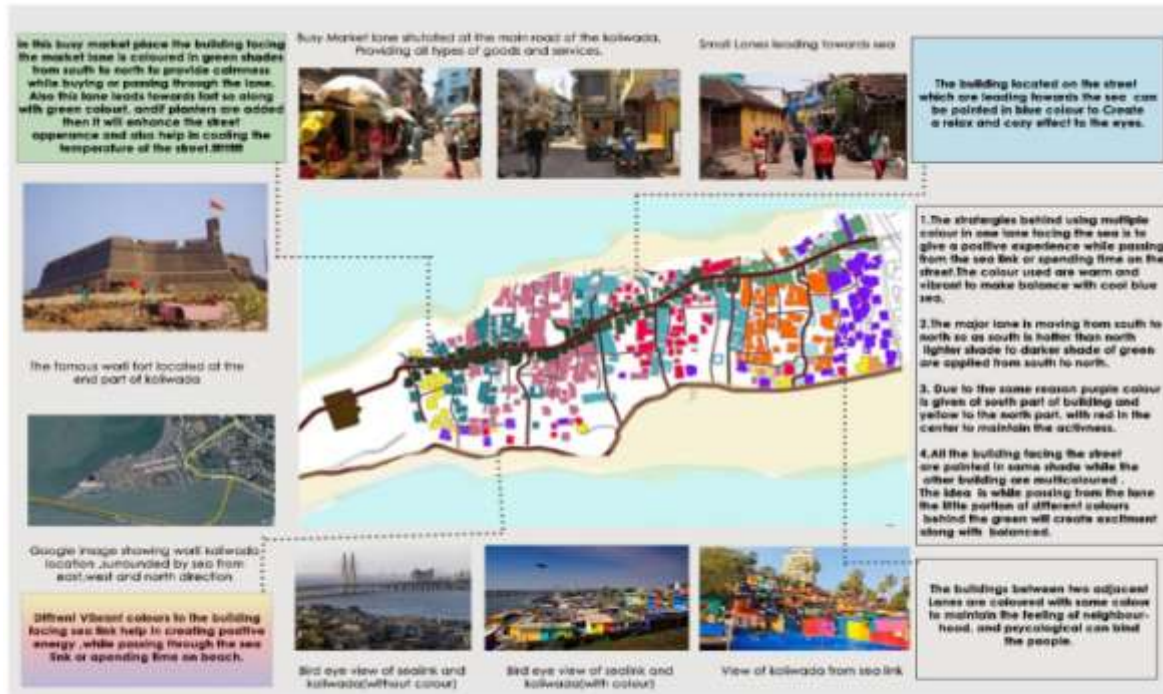 In this busy market place the building facing
the market lane is coloured in green shades
from south to north to provide calmness
while buying or passing through the lane.
Also this lane leads towards fort so along
with green colour, andif planters are added
then it will enhance the street
apperance and also help in cooling the
temperature of the street.
Busy Market lane situtated at the main road of the koliwada,
Providing all types of goods and services.
Small Lanes leading towards sea
The building located on the street
which are leading towards the sea can
be painted in blue colour to Create
a relax and cozy effect to the eyes.
The famous worli fort located at the
end part of koliwada
1.The stratergies behind using multiple
colour in one lane facing the sea is to
give a positive experience while passing
from the sea link or spending time on the
street.The colour used are warm and
vibrant to make balance with cool blue
sea.
2.The major lane is moving from south to
north so as south is hotter than north
lighter shade to darker shade of green
are applied from south to north.
3. Due to the same reason purple colour
is given at south part of building and
yellow to the north part, with red in the
center to maintain the activness.
4.All the building facing the street
are painted in same shade while the
other building are multicoloured .
The idea is while passing from the lane
the little portion of different colours
behind the green will create excitment
along with balanced.
Google image showing worli koliwada
location ,surrounded by sea from
east,west and north direction
Diffrent Vibrant colours to the building
facing sea link help in creating positive
energy ,while passing through the sea
link or spending time on beach.
Bird eye view of sealink and
koliwada(without colour)
Bird eye view of sealink and
koliwada(with colour)
View of koliwada from sea link
The buildings between two adjacent
Lanes are coloured with same colour
to maintain the feeling of neighbour-
hood. and psycological can bind
the people.